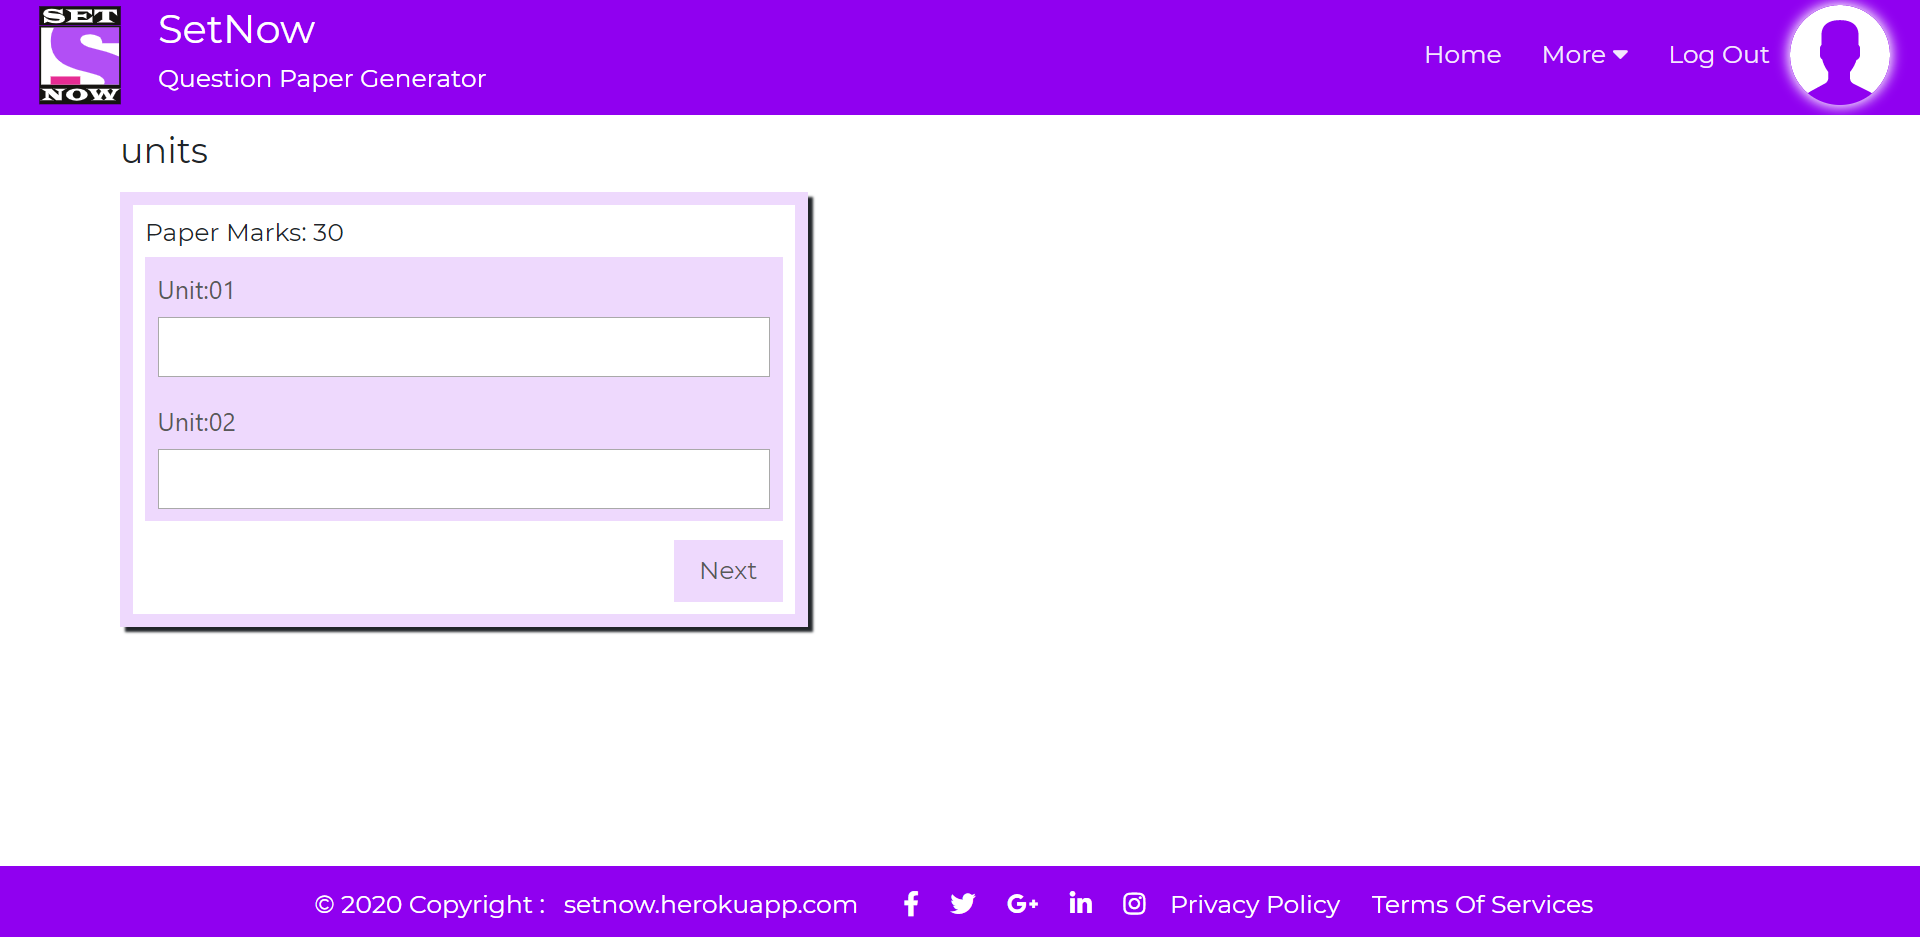 SET
NOW
SetNow
Question Paper Generator
Home
More
Log Out
units
Paper Marks: 30
Unit:01
Unit:02
Next
© 2020 Copyright : setnow.herokuapp.com
Privacy Policy
Terms Of Services